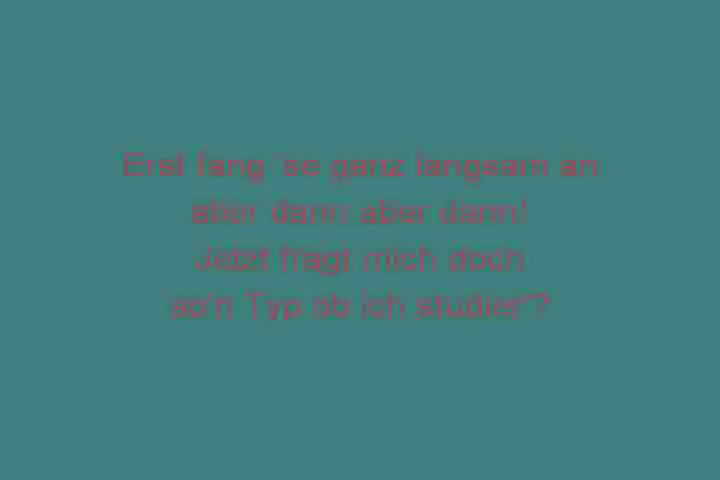 Erst fang 'se ganz langsam an
aber dann aber dann!
Jetzt fragt mich doch
so'n Typ ob ich studier'?